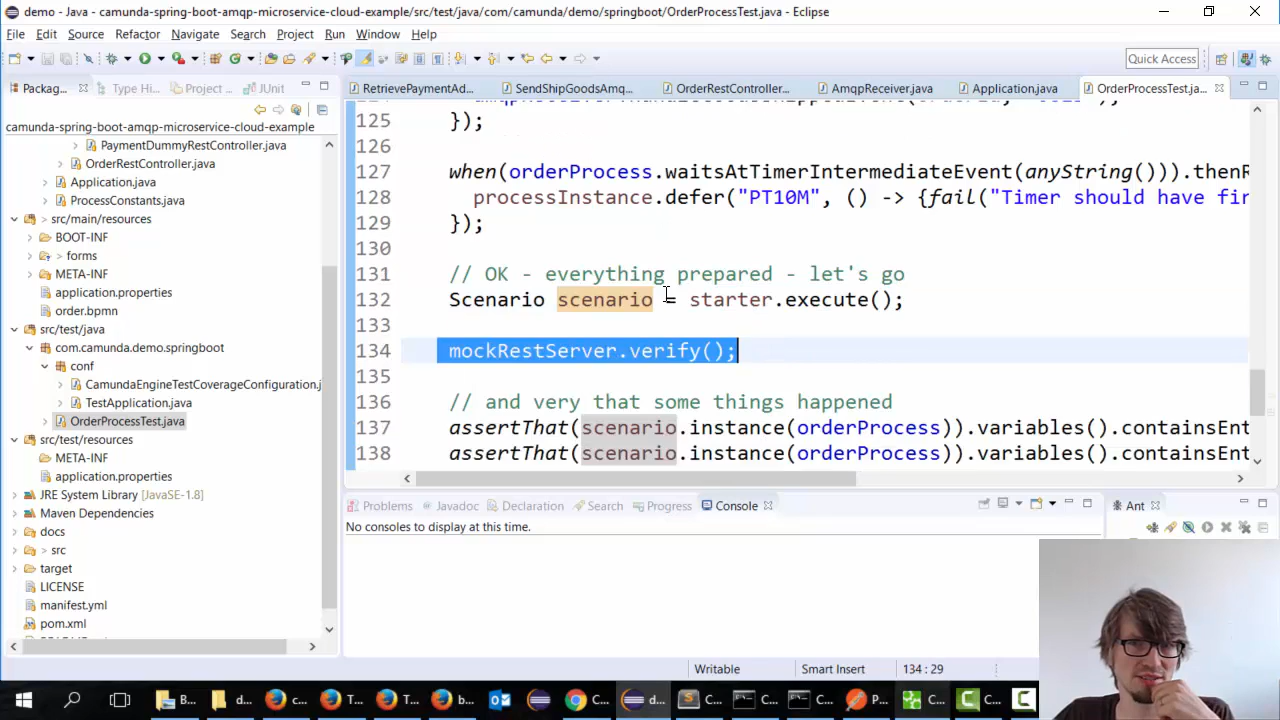 demo - Java - camunda-spring-boot-amqp-microservice-cloud-example/src/test/java/com/camunda/demo/springboot/OrderProcessTest.java - Eclipse
File Edit Source Refactor Navigate Search Project Run Window Help
Quick Access
Packag... Type Hi... Project ... JUnit
RetrievePaymentAd... SendShipGoodsAmq... OrderRestController... AmqpReceiver.java Application.java OrderProcessTest.ja...
camunda-spring-boot-amqp-microservice-cloud-example
PaymentDummyRestController.java
OrderRestController.java
Application.java
ProcessConstants.java
src/main/resources
BOOT-INF
forms
META-INF
application.properties
order.bpmn
src/test/java
com.camunda.demo.springboot
conf
CamundaEngineTestCoverageConfiguration.j
TestApplication.java
OrderProcessTest.java
src/test/resources
META-INF
application.properties
JRE System Library [JavaSE-1.8]
Maven Dependencies
docs
src
target
LICENSE
manifest.yml
pom.xml
125 });
126
127 when(orderProcess.waitsAtTimerIntermediateEvent(anyString())).thenR
128 processInstance.defer("PT10M", () -> {fail("Timer should have fir
129 });
130
131 // OK - everything prepared - let's go
132 Scenario scenario = starter.execute();
133
134 mockRestServer.verify();
135
136 // and very that some things happened
137 assertThat(scenario.instance(orderProcess)).variables().containsEnt
138 assertThat(scenario.instance(orderProcess)).variables().containsEnt
Problems Javadoc Declaration Search Progress Console
No consoles to display at this time.
Ant
Writable Smart Insert 134 : 29
B... d... c... T... T... b... C... d... C... C... C... P... C... C...